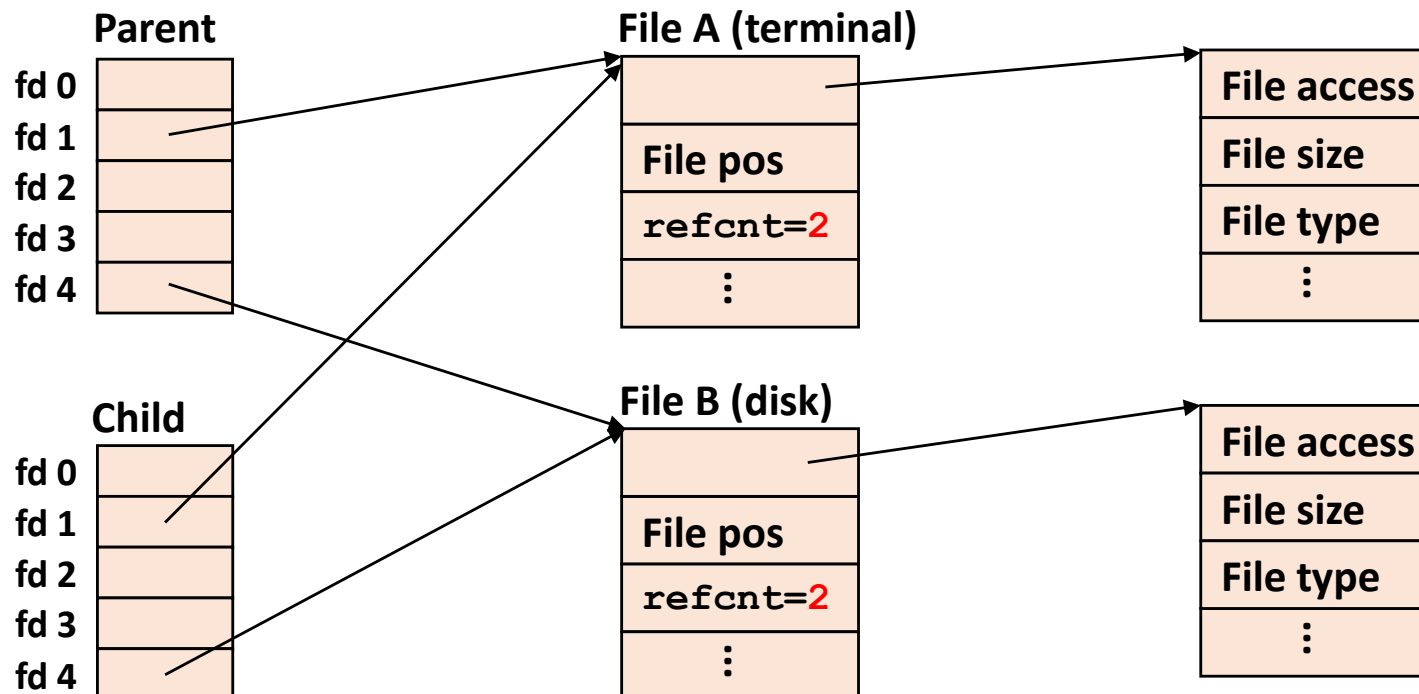 Parent
fd 0
fd 1
fd 2
fd 3
fd 4
File A (terminal)
File pos
refcnt=2
⋮
File access
File size
File type
⋮
Child
fd 0
fd 1
fd 2
fd 3
fd 4
File B (disk)
File pos
refcnt=2
⋮
File access
File size
File type
⋮